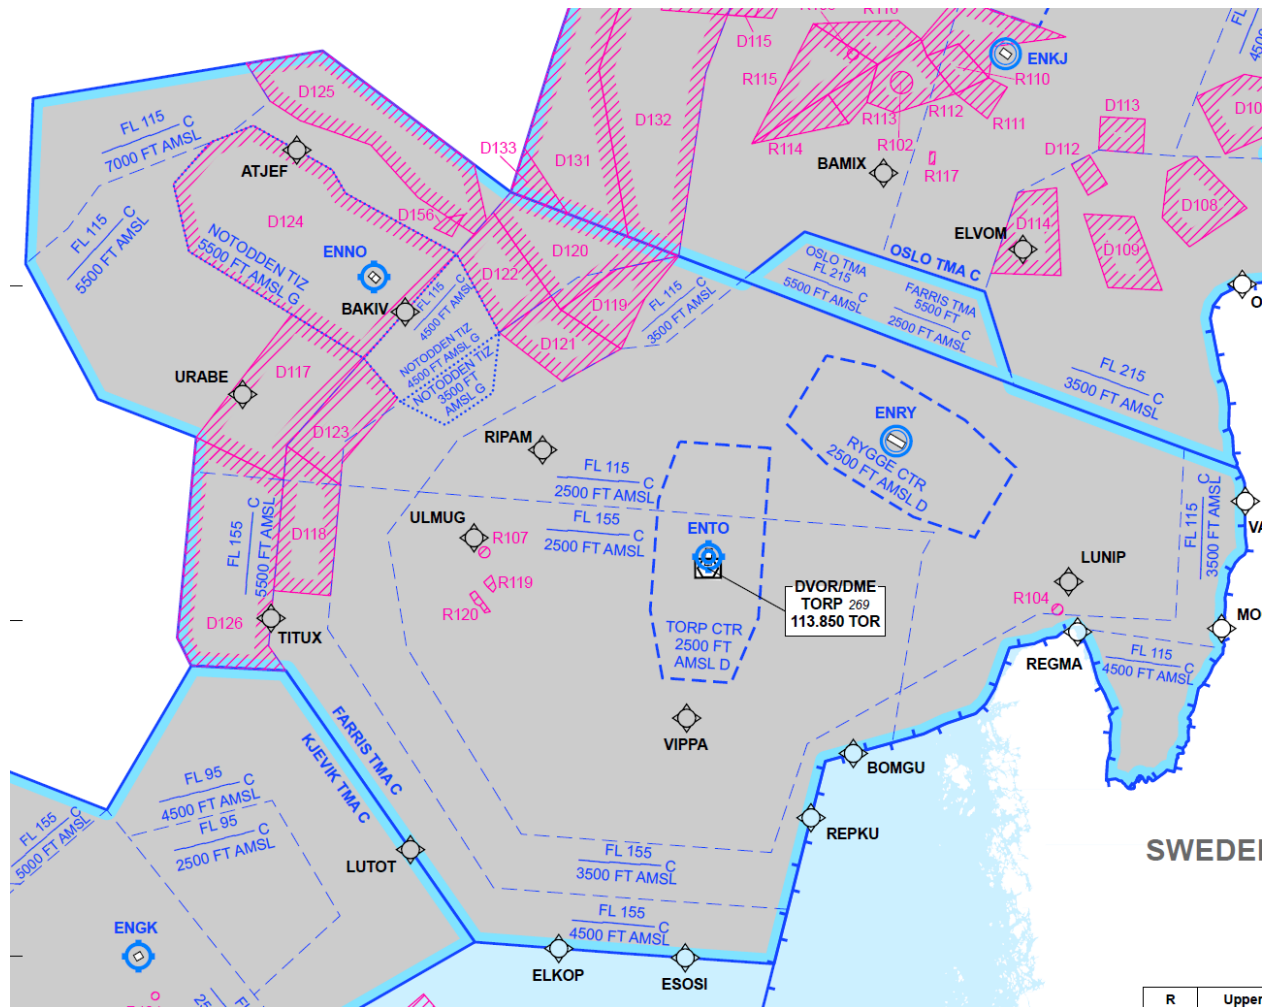 R110
D115
R115
D132
ENKJ
R110
FL
4500
D125
FL 115
C
7000 FT AMSL
D133
D131
R113
R112
R111
D113
R114
R102
D112
BAMIX
R117
ATJEF
D156
D124
FL 115
C
5500 FT AMSL
NOTODDEN TIZ
5500 FT AMSL G
ENNO
D120
D122
D119
D121
BAKIV
FL 115
C
4500 FT AMSL
NOTODDEN TIZ
4500 FT AMSL G
NOTODDEN TIZ
3500 FT
AMSL G
FL 115
C
3500 FT AMSL
OSLO TMA
FL 215
C
5500 FT AMSL
OSLO TMA C
FARRIS TMA
5500 FT
C
2500 FT AMSL
ELVOM
D114
D109
D108
FL 215
C
3500 FT AMSL
URABE
D117
D123
RIPAM
ENRY
RYGGE CTR
2500 FT AMSL D
FL 115
C
2500 FT AMSL
FL 155
C
2500 FT AMSL
FL 155
C
5500 FT AMSL
D118
ULMUG
R107
R119
R120
ENTO
DVOR/DME
TORP 269
113.850 TOR
TORP CTR
2500 FT
AMSL D
FL 115
C
3500 FT AMSL
LUNIP
R104
REGMA
FL 115
C
4500 FT AMSL
MO
D126
TITUX
VIPPA
BOMGU
REPKU
FARRIS TMA C
KJEVIK TMA C
FL 95
C
4500 FT AMSL
FL 95
C
2500 FT AMSL
FL 155
C
5000 FT AMSL
LUTOT
FL 155
C
3500 FT AMSL
FL 155
C
4500 FT AMSL
ENGK
ELKOP
ESOSI
SWEDE
R
Upper